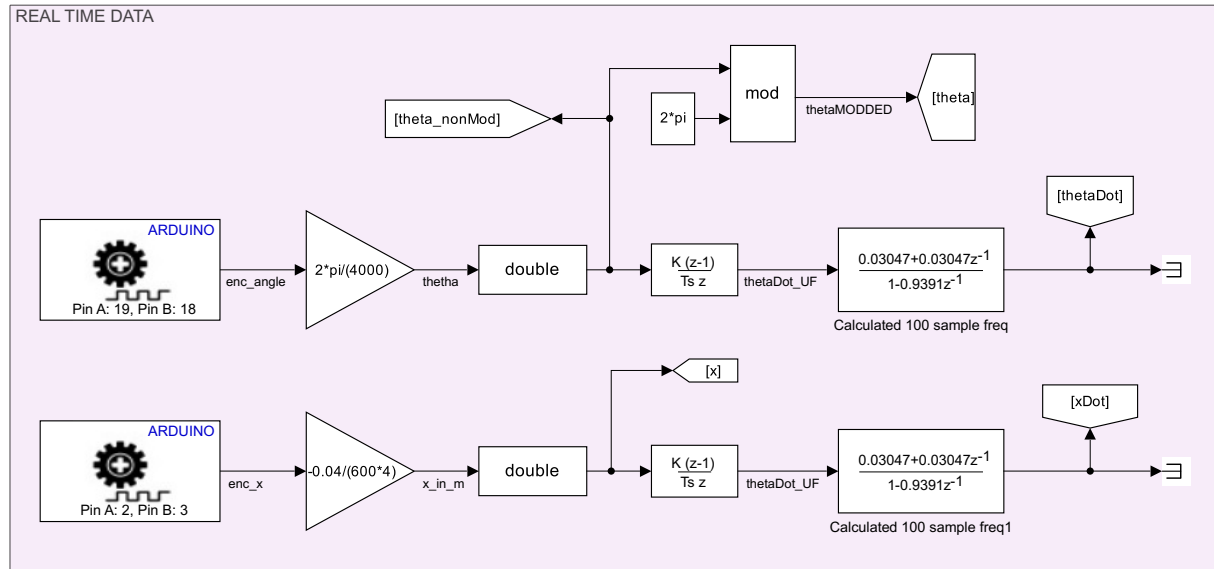 REAL TIME DATA
mod
[theta_nonMod]
2*pi
thetaMODDED
[theta]
[thetaDot]
ARDUINO
Pin A: 19, Pin B: 18
enc_angle
2*pi/(4000)
thetha
double
K (z-1)
Ts z
thetaDot_UF
0.03047+0.03047z-1
1-0.9391z-1
Calculated 100 sample freq
[x]
[xDot]
ARDUINO
Pin A: 2, Pin B: 3
enc_x
-0.04/(600*4)
x_in_m
double
K (z-1)
Ts z
thetaDot_UF
0.03047+0.03047z-1
1-0.9391z-1
Calculated 100 sample freq1